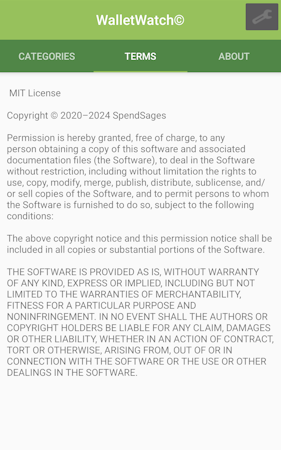 WalletWatch©
CATEGORIES TERMS ABOUT
MIT License
Copyright © 2020–2024 SpendSages
Permission is hereby granted, free of charge, to any
person obtaining a copy of this software and associated
documentation files (the Software), to deal in the Software
without restriction, including without limitation the rights to
use, copy, modify, merge, publish, distribute, sublicense, and/
or sell copies of the Software, and to permit persons to whom
the Software is furnished to do so, subject to the following
conditions:
The above copyright notice and this permission notice shall be
included in all copies or substantial portions of the Software.
THE SOFTWARE IS PROVIDED AS IS, WITHOUT WARRANTY
OF ANY KIND, EXPRESS OR IMPLIED, INCLUDING BUT NOT
LIMITED TO THE WARRANTIES OF MERCHANTABILITY,
FITNESS FOR A PARTICULAR PURPOSE AND
NONINFRINGEMENT. IN NO EVENT SHALL THE AUTHORS OR
COPYRIGHT HOLDERS BE LIABLE FOR ANY CLAIM, DAMAGES
OR OTHER LIABILITY, WHETHER IN AN ACTION OF CONTRACT,
TORT OR OTHERWISE, ARISING FROM, OUT OF OR IN
CONNECTION WITH THE SOFTWARE OR THE USE OR OTHER
DEALINGS IN THE SOFTWARE.